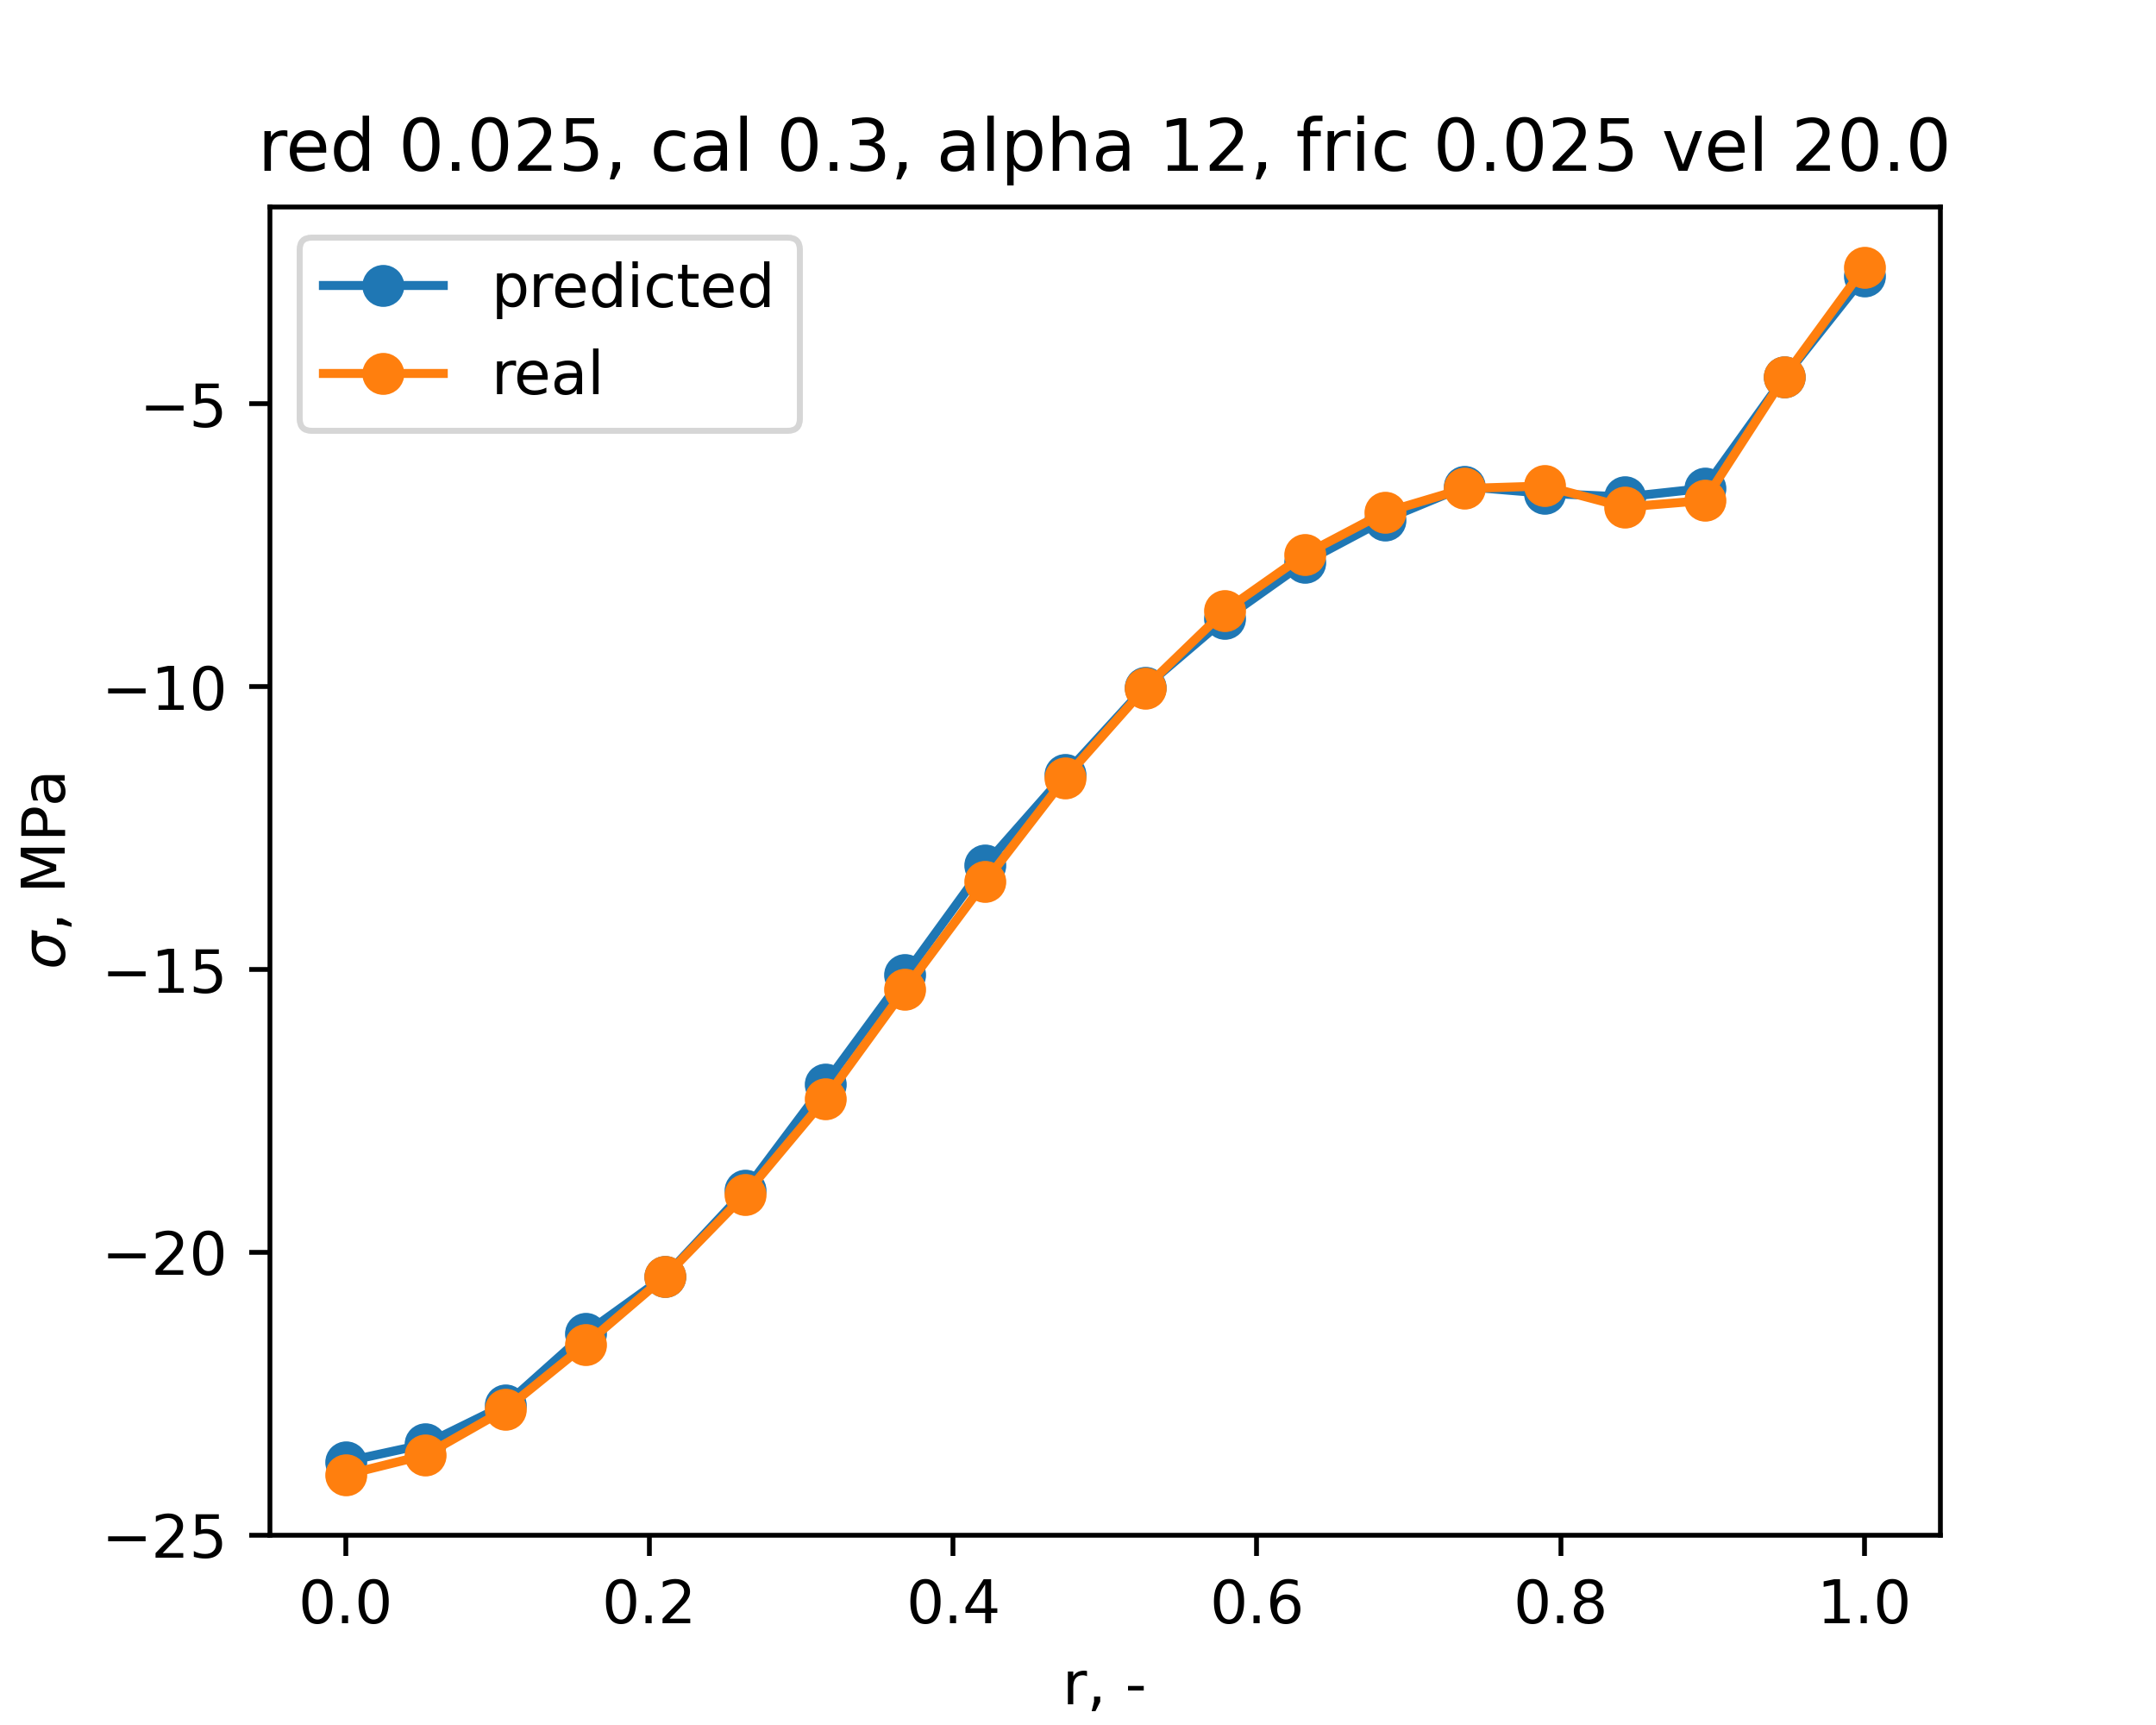 red 0.025, cal 0.3, alpha 12, fric 0.025 vel 20.0
predicted
real
−5
−10
−15
−20
−25
σ, MPa
0.0 0.2 0.4 0.6 0.8 1.0
r, -